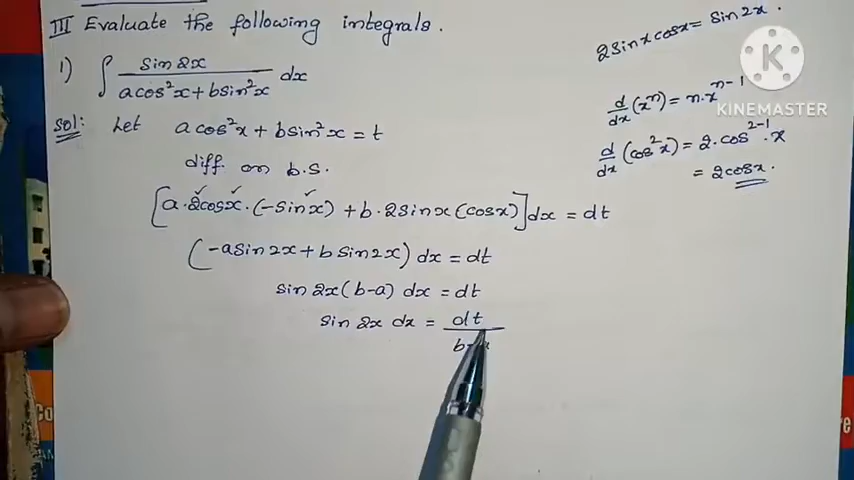 III Evaluate the following integrals.
1) ∫ sin2x / (acos²x + bsin²x) dx
Sol: Let acos²x + bsin²x = t
diff. on b.s.
[a·2cosx·(-sinx) + b·2sinx(cosx)]dx = dt
(-asin2x + bsin2x) dx = dt
sin2x(b-a) dx = dt
sin2x dx = dt / b-
2sinxcosx = sin2x.
d/dx (xⁿ) = n·xⁿ⁻¹
d/dx (cos²x) = 2·cos²⁻¹·x
= 2cosx.
K
KINEMASTER